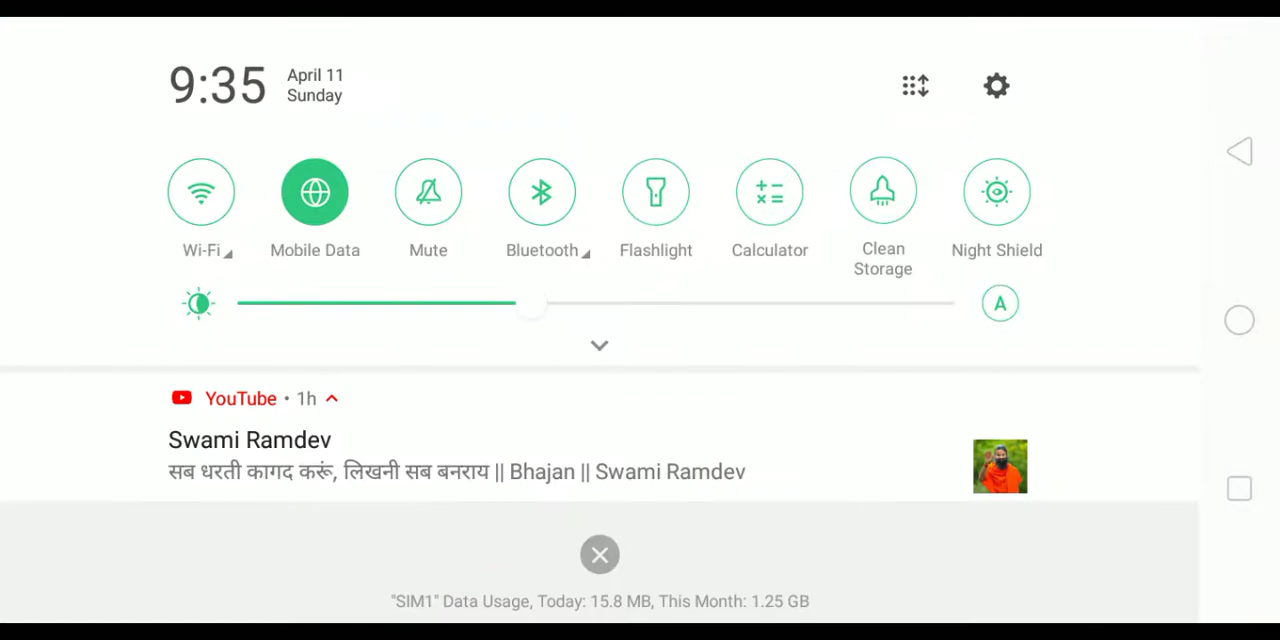 9:35
April 11
Sunday
Wi-Fi
Mobile Data
Mute
Bluetooth
Flashlight
Calculator
Clean
Storage
Night Shield
A
YouTube • 1h
Swami Ramdev
सब धरती कागद करूं, लिखनी सब बनराय || Bhajan || Swami Ramdev
"SIM1" Data Usage, Today: 15.8 MB, This Month: 1.25 GB